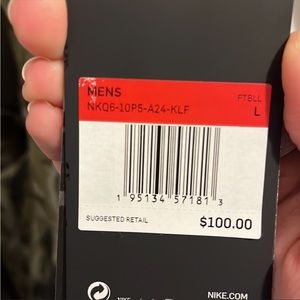 MENS
NKQ6-10P5-A24-KLF
FTBLL
L
1 95134 57181 3
SUGGESTED RETAIL
$100.00
NIKE.COM